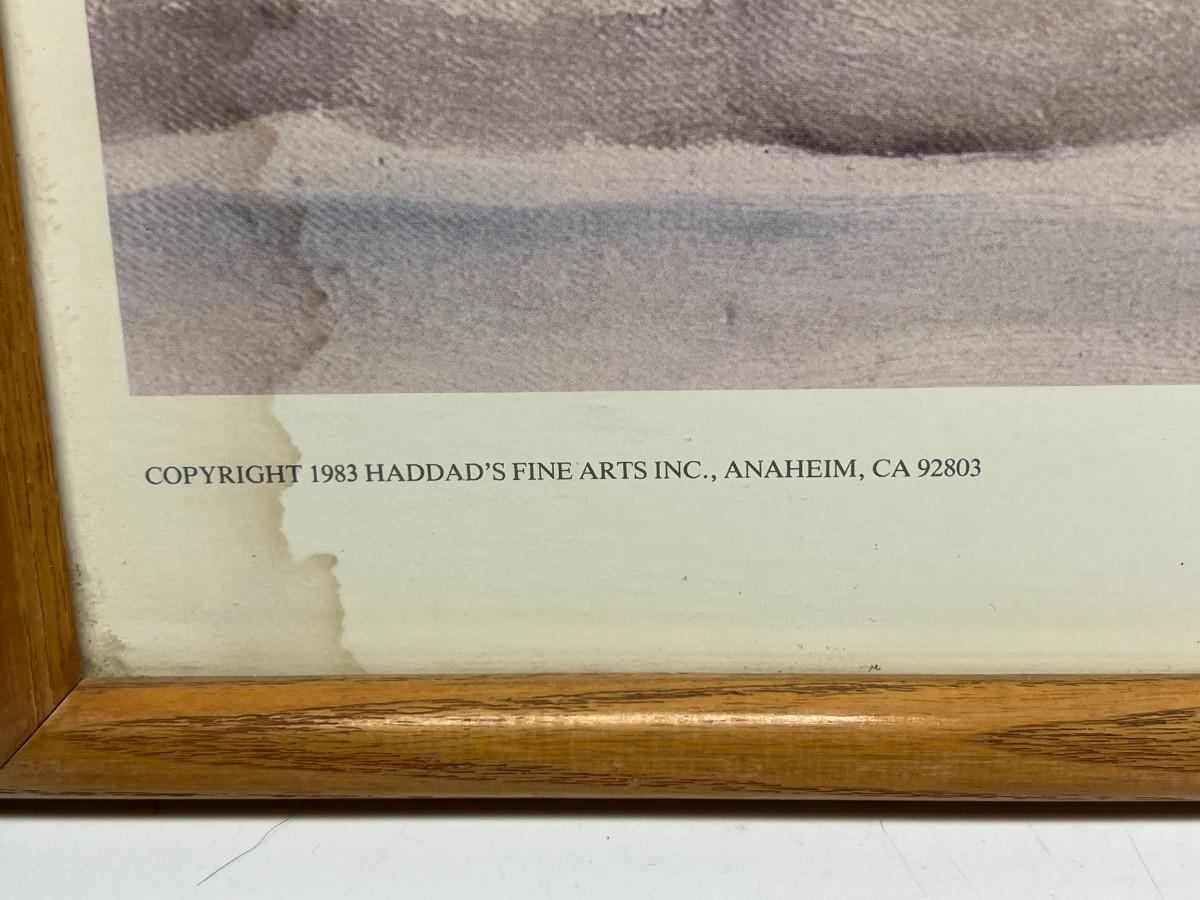 COPYRIGHT 1983 HADDAD'S FINE ARTS INC., ANAHEIM, CA 92803